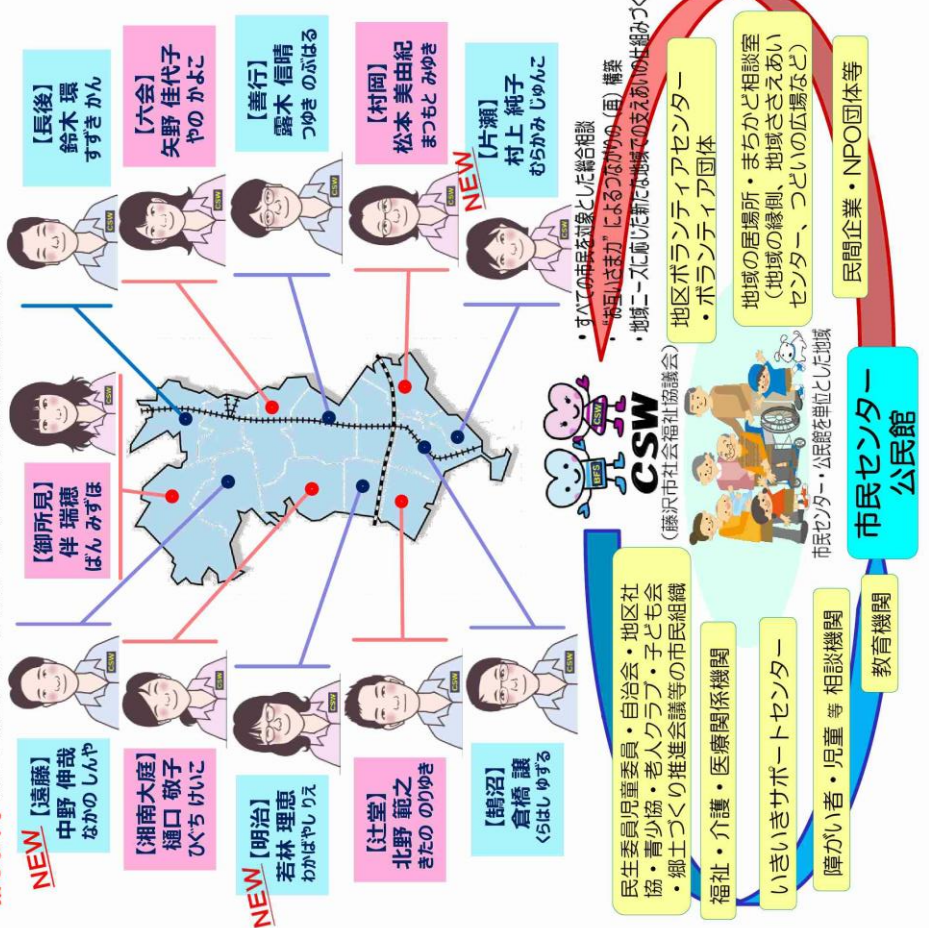 【長後】
鈴木 環
すずき かん
【六会】
矢野 佳代子
やの かよこ
【善行】
露木 信晴
つゆき のぶはる
【村岡】
松本 美由紀
まつもと みゆき
NEW
【片瀬】
村上 純子
むらかみ じゅんこ
CSW
CSW
CSW
CSW
CSW
【御所見】
伴 瑞穂
ばん みずほ
CSW
NEW
【遠藤】
中野 伸哉
なかの しんや
【湘南大庭】
樋口 敬子
ひぐち けいこ
NEW
【明治】
若林 理恵
わかばやし りえ
【辻堂】
北野 範之
きたの のりゆき
【鵠沼】
倉橋 譲
くらはし ゆずる
CSW
CSW
CSW
CSW
CSW
・すべての市民を対象とした総合相談
・“お互いさま力”によるつながりの（再）構築
・地域ニーズに応じた新たな地域での支えあいの仕組みづく
CSW
CSW
（藤沢市社会福祉協議会）
民生委員児童委員・自治会・地区社
協・青少協・老人クラブ・子ども会
・郷土づくり推進会議等の市民組織
福祉・介護・医療関係機関
いきいきサポートセンター
障がい者・児童 等 相談機関
教育機関
地区ボランティアセンター
・ボランティア団体
地域の居場所・まちかど相談室
（地域の縁側、地域ささえあい
センター、つどいの広場など）
民間企業・NPO団体等
市民センター・公民館を単位とした地域
市民センター
公民館